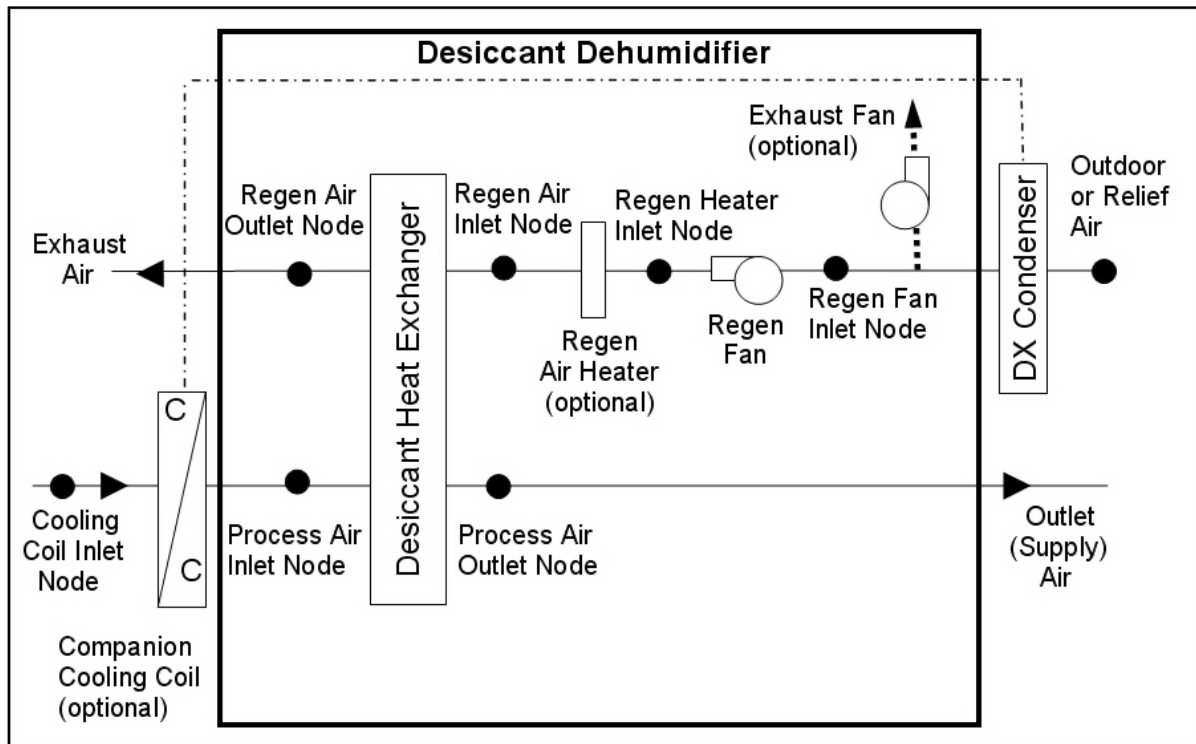 Desiccant Dehumidifier
Exhaust Fan
(optional)
Outdoor
or Relief
Air
Regen Air
Outlet Node
Regen Air
Inlet Node
Regen Heater
Inlet Node
Exhaust
Air
Desiccant Heat Exchanger
Regen
Air Heater
(optional)
Regen
Fan
Regen Fan
Inlet Node
DX Condenser
C
C
Cooling
Coil Inlet
Node
Process Air
Inlet Node
Process Air
Outlet Node
Outlet
(Supply)
Air
Companion
Cooling Coil
(optional)